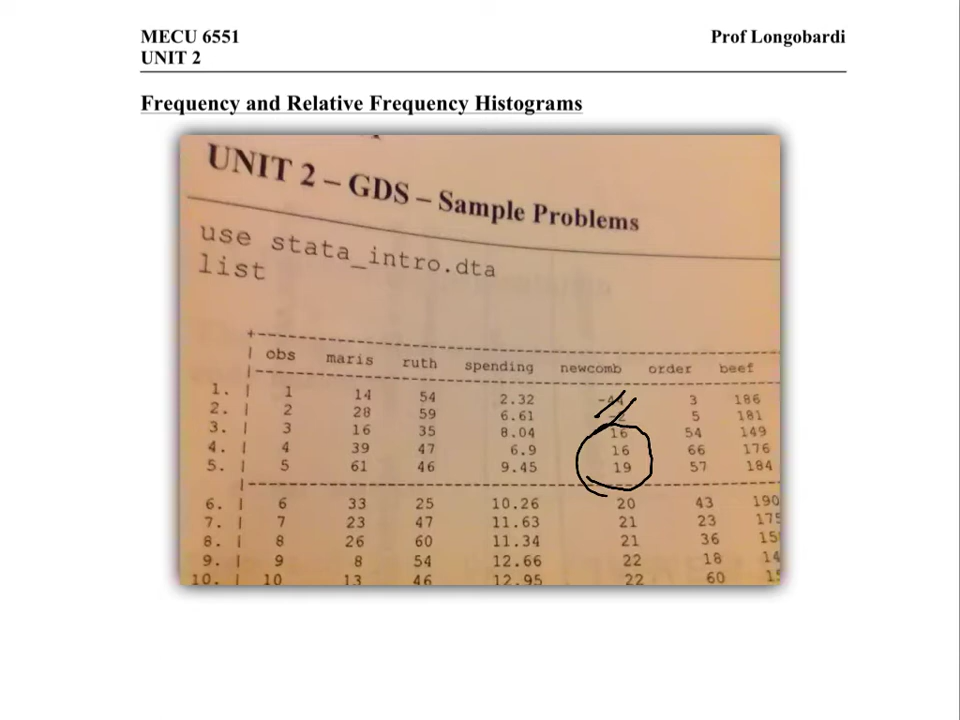 MECU 6551 Prof Longobardi
UNIT 2
Frequency and Relative Frequency Histograms
UNIT 2 – GDS – Sample Problems
use stata_intro.dta
list
obs maris ruth spending newcomb order beef
1. | 1 14 54 2.32 -44 3 186
2. | 2 28 59 6.61 -2 5 181
3. | 3 16 35 8.04 16 54 149
4. | 4 39 47 6.9 16 66 176
5. | 5 61 46 9.45 19 57 184
6. | 6 33 25 10.26 20 43 190
7. | 7 23 47 11.63 21 23 175
8. | 8 26 60 11.34 21 36 15
9. | 9 8 54 12.66 22 18 14
10. | 10 13 46 12.95 22 60